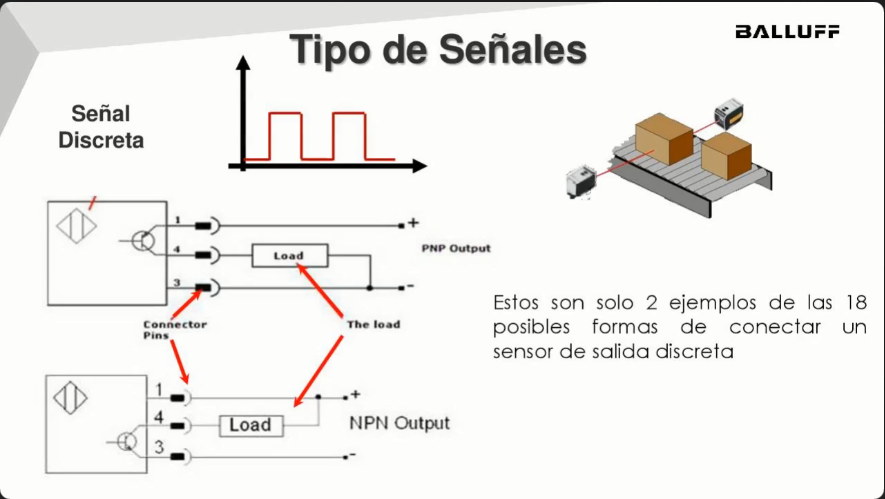 Tipo de Señales
BALLUFF
Señal
Discreta
1
+
4
Load
PNP Output
3
-
Connector
Pins
The load
Estos son solo 2 ejemplos de las 18
posibles formas de conectar un
sensor de salida discreta
1
+
4
Load
NPN Output
3
-